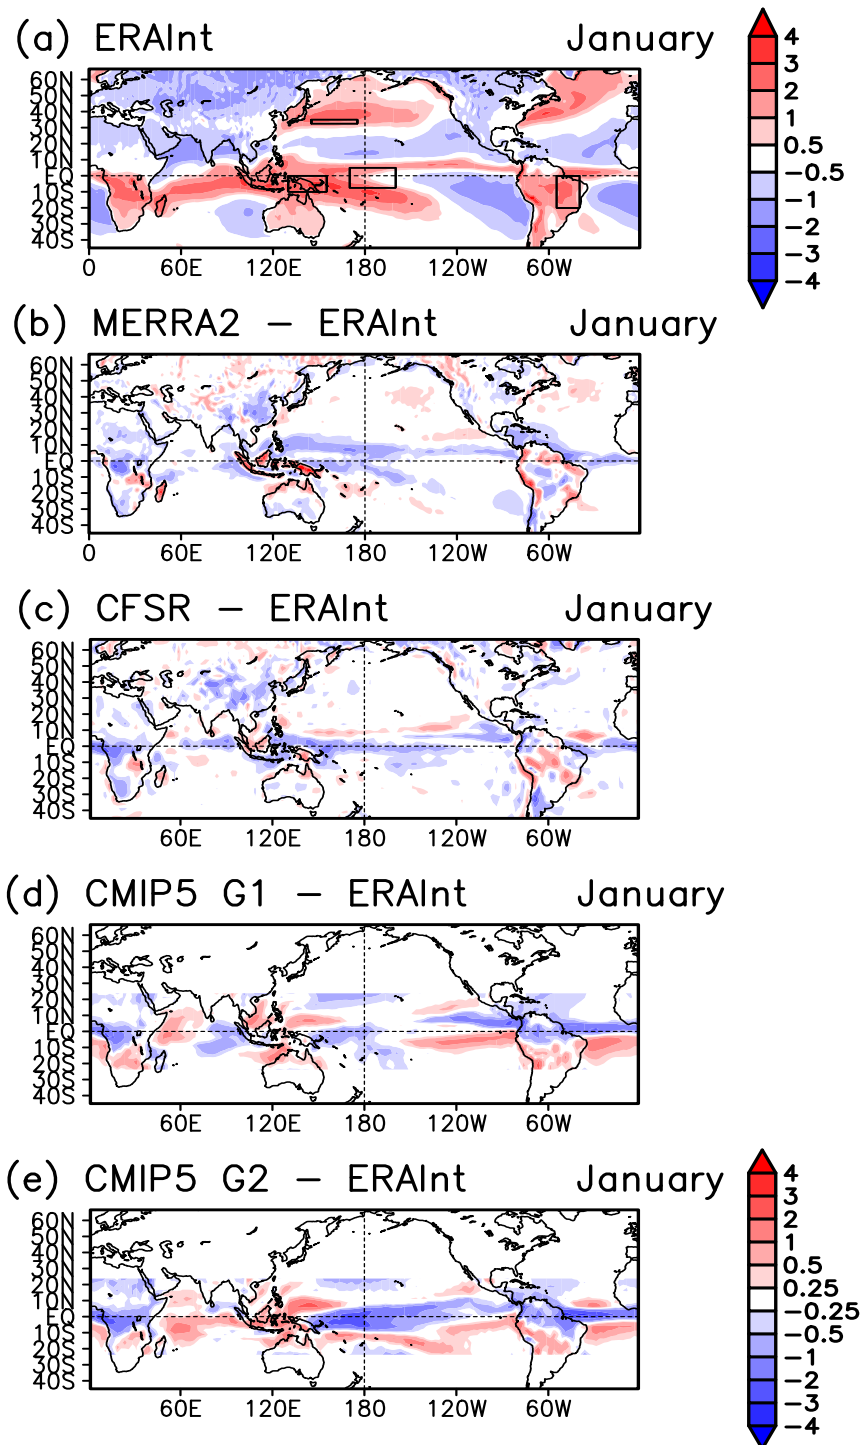 (a) ERAInt January
60N
50N
40N
30N
20N
10N
EQ
10S
20S
30S
40S
0 60E 120E 180 120W 60W
4
3
2
1
0.5
−0.5
−1
−2
−3
−4
(b) MERRA2 − ERAInt January
60N
50N
40N
30N
20N
10N
EQ
10S
20S
30S
40S
0 60E 120E 180 120W 60W
(c) CFSR − ERAInt January
60N
50N
40N
30N
20N
10N
EQ
10S
20S
30S
40S
60E 120E 180 120W 60W
(d) CMIP5 G1 − ERAInt January
60N
50N
40N
30N
20N
10N
EQ
10S
20S
30S
40S
60E 120E 180 120W 60W
(e) CMIP5 G2 − ERAInt January
60N
50N
40N
30N
20N
10N
EQ
10S
20S
30S
40S
60E 120E 180 120W 60W
4
3
2
1
0.5
0.25
−0.25
−0.5
−1
−2
−3
−4